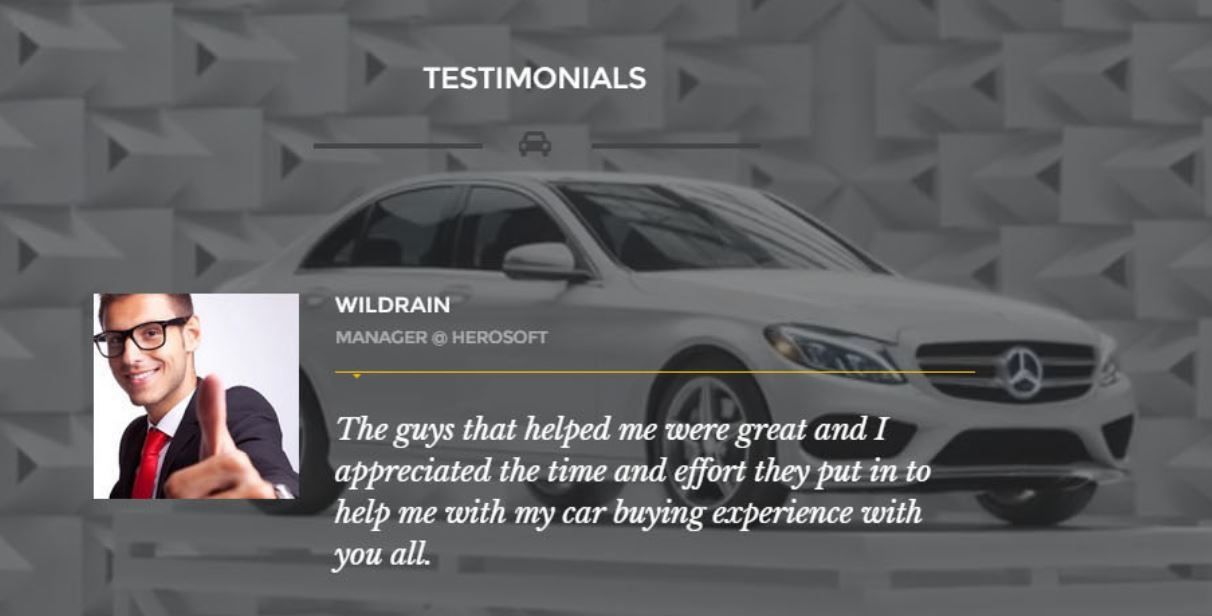 TESTIMONIALS
WILDRAIN
MANAGER @ HEROSOFT
The guys that helped me were great and I
appreciated the time and effort they put in to
help me with my car buying experience with
you all.